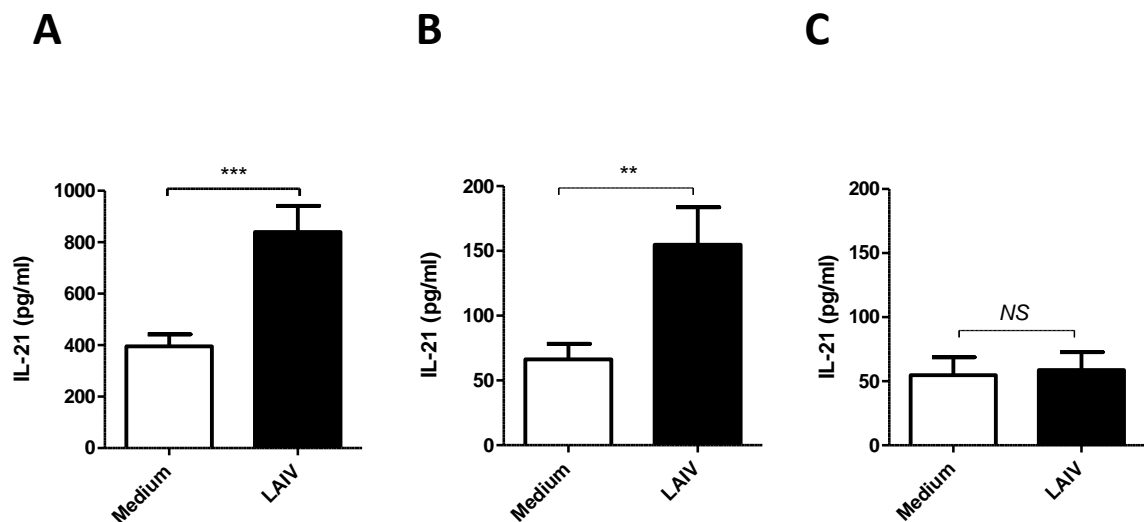 A
B
C
***
1000
800
600
400
200
0
IL-21 (pg/ml)
Medium
LAIV
**
200
150
100
50
0
IL-21 (pg/ml)
Medium
LAIV
NS
200
150
100
50
0
IL-21 (pg/ml)
Medium
LAIV